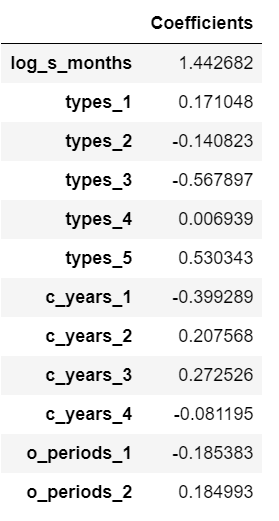 Coefficients
log_s_months 1.442682
types_1 0.171048
types_2 -0.140823
types_3 -0.567897
types_4 0.006939
types_5 0.530343
c_years_1 -0.399289
c_years_2 0.207568
c_years_3 0.272526
c_years_4 -0.081195
o_periods_1 -0.185383
o_periods_2 0.184993